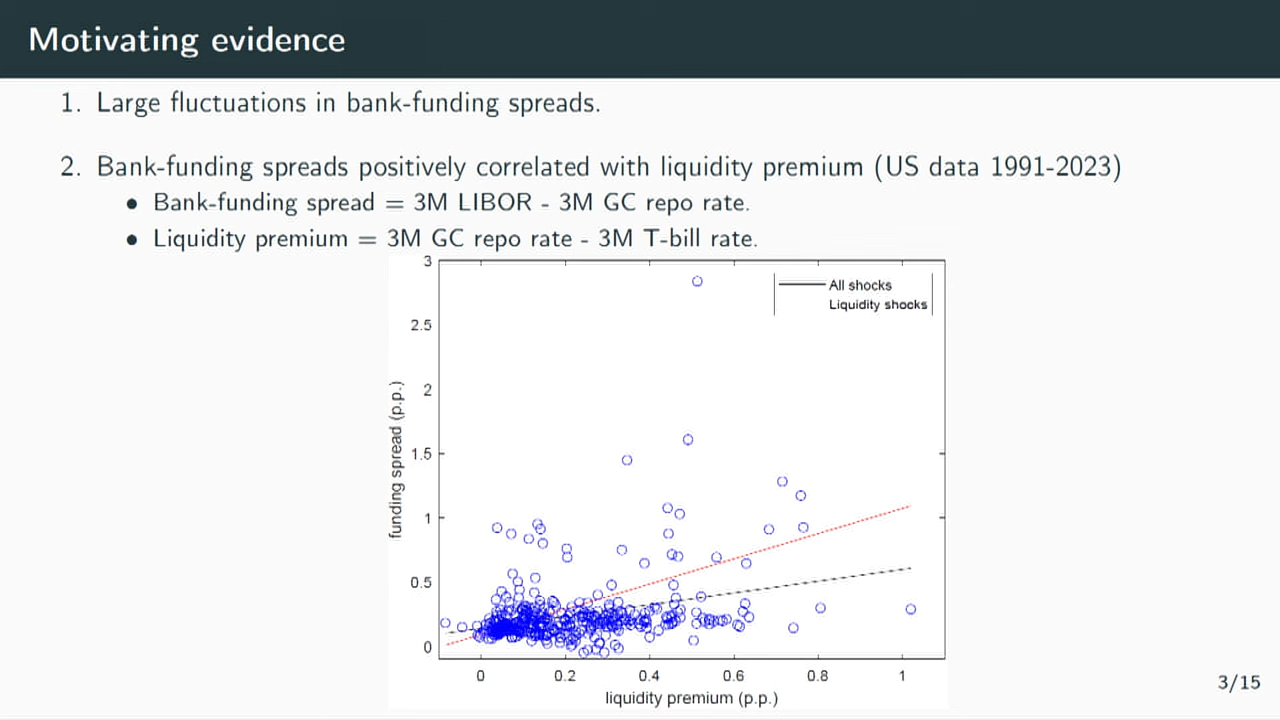 Motivating evidence
1. Large fluctuations in bank-funding spreads.
2. Bank-funding spreads positively correlated with liquidity premium (US data 1991-2023)
• Bank-funding spread = 3M LIBOR - 3M GC repo rate.
• Liquidity premium = 3M GC repo rate - 3M T-bill rate.
All shocks
Liquidity shocks
3
2.5
2
1.5
1
0.5
0
funding spread (p.p.)
0 0.2 0.4 0.6 0.8 1
liquidity premium (p.p.)
3/15